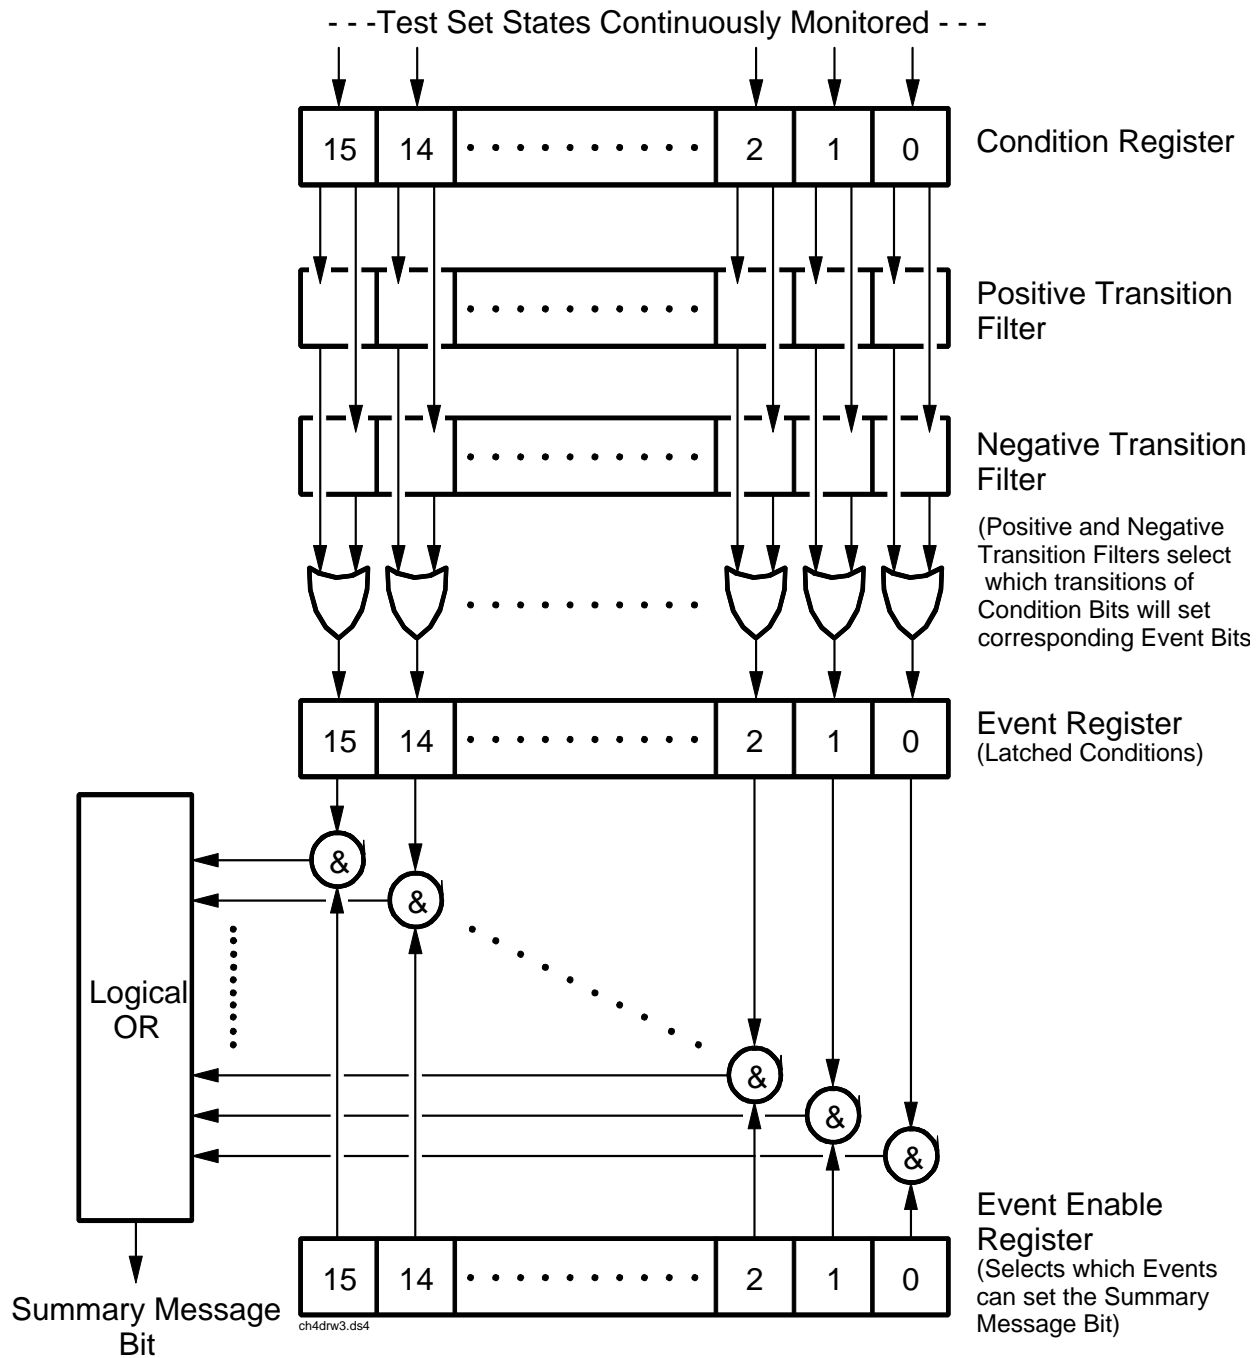 - - -Test Set States Continuously Monitored - - -
15 14 2 1 0
Condition Register
Positive Transition
Filter
Negative Transition
Filter
(Positive and Negative
Transition Filters select
which transitions of
Condition Bits will set
corresponding Event Bits
15 14 2 1 0
Event Register
(Latched Conditions)
&
&
Logical
OR
&
&
&
Event Enable
Register
(Selects which Events
can set the Summary
Message Bit)
15 14 2 1 0
Summary Message
Bit
ch4drw3.ds4